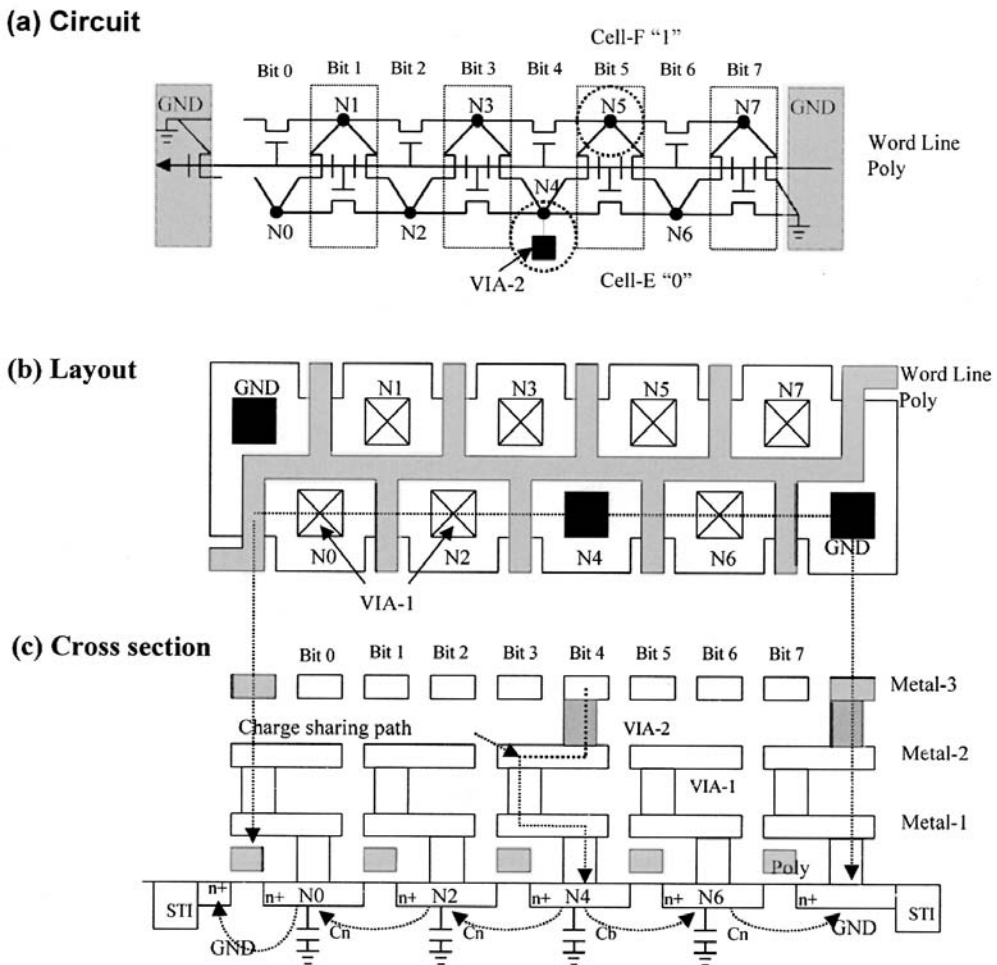 (a) Circuit
Cell-F “1”
Bit 0 Bit 1 Bit 2 Bit 3 Bit 4 Bit 5 Bit 6 Bit 7
GND N1 N3 N5 N7 GND
Word Line
Poly
N4
N0 N2 N6
VIA-2
Cell-E “0”
(b) Layout
GND N1 N3 N5 N7
Word Line
Poly
N0 N2 N4 N6 GND
VIA-1
(c) Cross section
Bit 0 Bit 1 Bit 2 Bit 3 Bit 4 Bit 5 Bit 6 Bit 7
Metal-3
Charge sharing path VIA-2
Metal-2
VIA-1
Metal-1
Poly
STI n+ n+ N0 n+ N2 n+ N4 n+ N6 n+ STI
GND Cn Cn Cb Cn GND